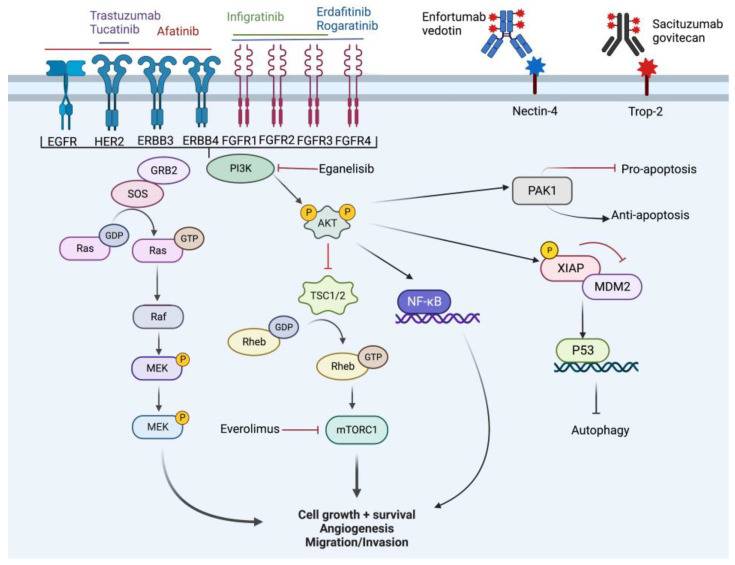 Trastuzumab
Tucatinib
Afatinib
Infigratinib
Erdafitinib
Rogaratinib
Enfortumab
vedotin
Sacituzumab
govitecan
Nectin-4
Trop-2
EGFR
HER2
ERBB3
ERBB4
FGFR1
FGFR2
FGFR3
FGFR4
GRB2
SOS
PI3K
Eganelisib
Ras
GDP
Ras
GTP
P
P
AKT
PAK1
Pro-apoptosis
Anti-apoptosis
TSC1/2
NF-κB
P
XIAP
MDM2
Raf
Rheb
GDP
Rheb
GTP
P53
MEK
P
MEK
P
Everolimus
mTORC1
Autophagy
Cell growth + survival
Angiogenesis
Migration/Invasion